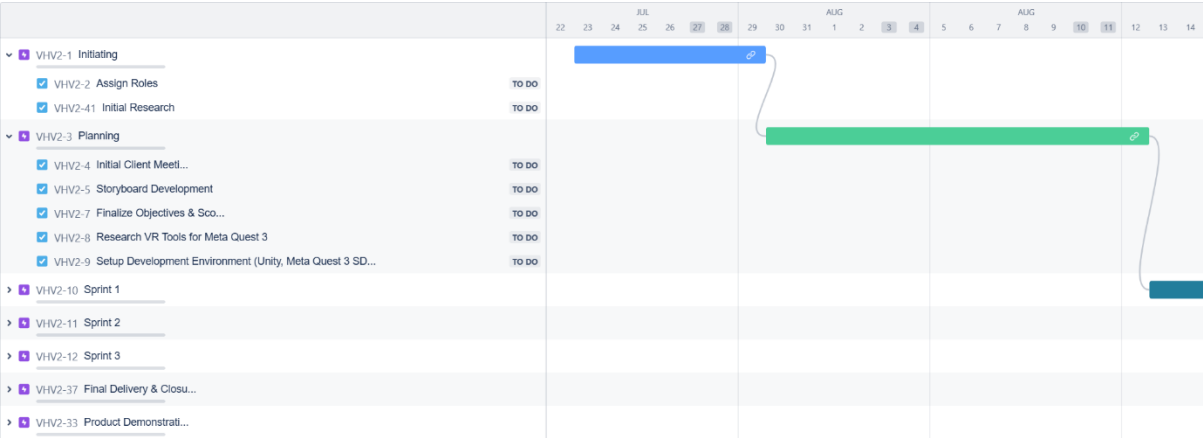 JUL AUG AUG
22 23 24 25 26 27 28 29 30 31 1 2 3 4 5 6 7 8 9 10 11 12 13 14
VHV2-1 Initiating
VHV2-2 Assign Roles TO DO
VHV2-41 Initial Research TO DO
VHV2-3 Planning
VHV2-4 Initial Client Meeti... TO DO
VHV2-5 Storyboard Development TO DO
VHV2-7 Finalize Objectives & Sco... TO DO
VHV2-8 Research VR Tools for Meta Quest 3 TO DO
VHV2-9 Setup Development Environment (Unity, Meta Quest 3 SD... TO DO
VHV2-10 Sprint 1
VHV2-11 Sprint 2
VHV2-12 Sprint 3
VHV2-37 Final Delivery & Closu...
VHV2-33 Product Demonstrati...